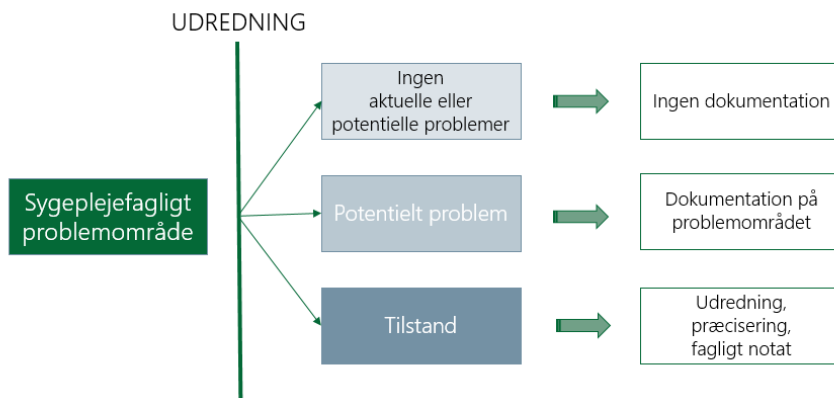 UDREDNING
Ingen
aktuelle eller
potentielle problemer
Ingen dokumentation
Sygeplejefagligt
problemområde
Potentielt problem
Dokumentation på
problemområdet
Tilstand
Udredning,
præcisering,
fagligt notat